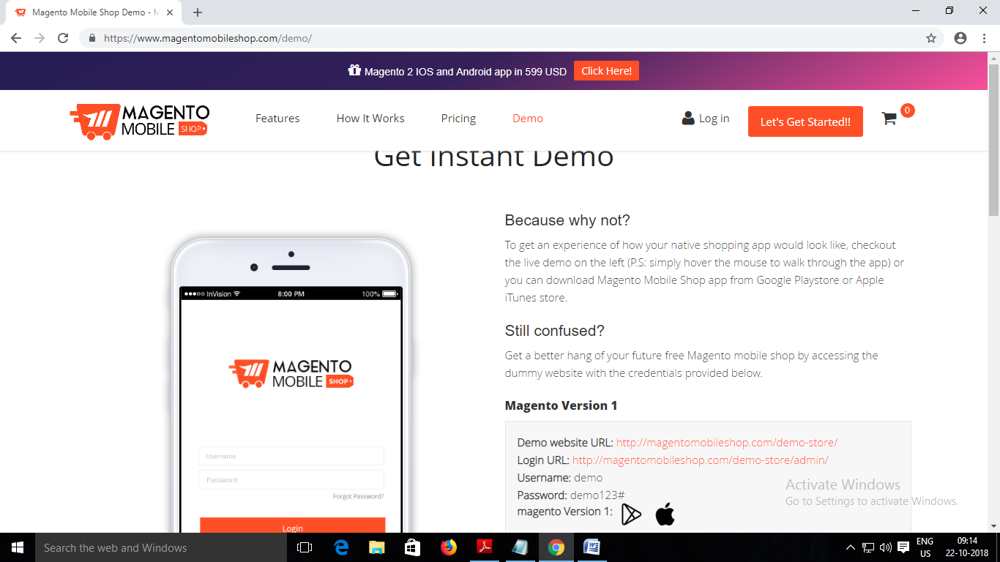 Magento Mobile Shop Demo - M
https://www.magentomobileshop.com/demo/
Magento 2 IOS and Android app in 599 USD Click Here!
MAGENTO
MOBILE SHOP
Features How It Works Pricing Demo Log in Let's Get Started!! 0
Get Instant Demo
Because why not?
To get an experience of how your native shopping app would look like, checkout
the live demo on the left (P.S: simply hover the mouse to walk through the app) or
you can download Magento Mobile Shop app from Google Playstore or Apple
iTunes store.
Still confused?
Get a better hang of your future free Magento mobile shop by accessing the
dummy website with the credentials provided below.
Magento Version 1
Demo website URL: http://magentomobileshop.com/demo-store/
Login URL: http://magentomobileshop.com/demo-store/admin/
Username: demo
Password: demo123#
magento Version 1:
InVision 8:00 PM 100%
MAGENTO
MOBILE SHOP
Username
Password
Forgot Password?
Login
Activate Windows
Go to Settings to activate Windows.
Search the web and Windows
ENG
US
09:14
22-10-2018